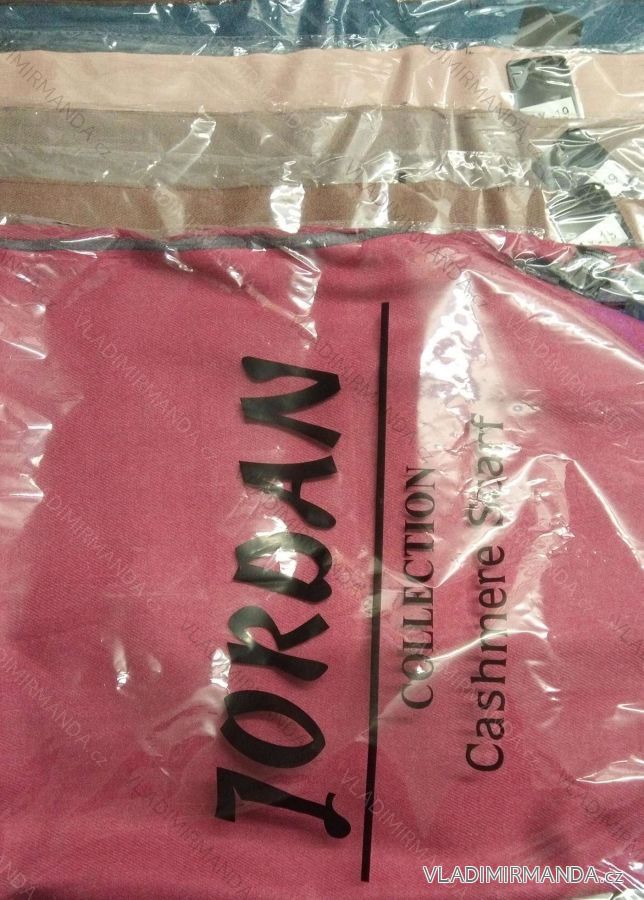 JORDAN
COLLECTION
Cashmere Scarf
VLADIMIRMANDA.cz